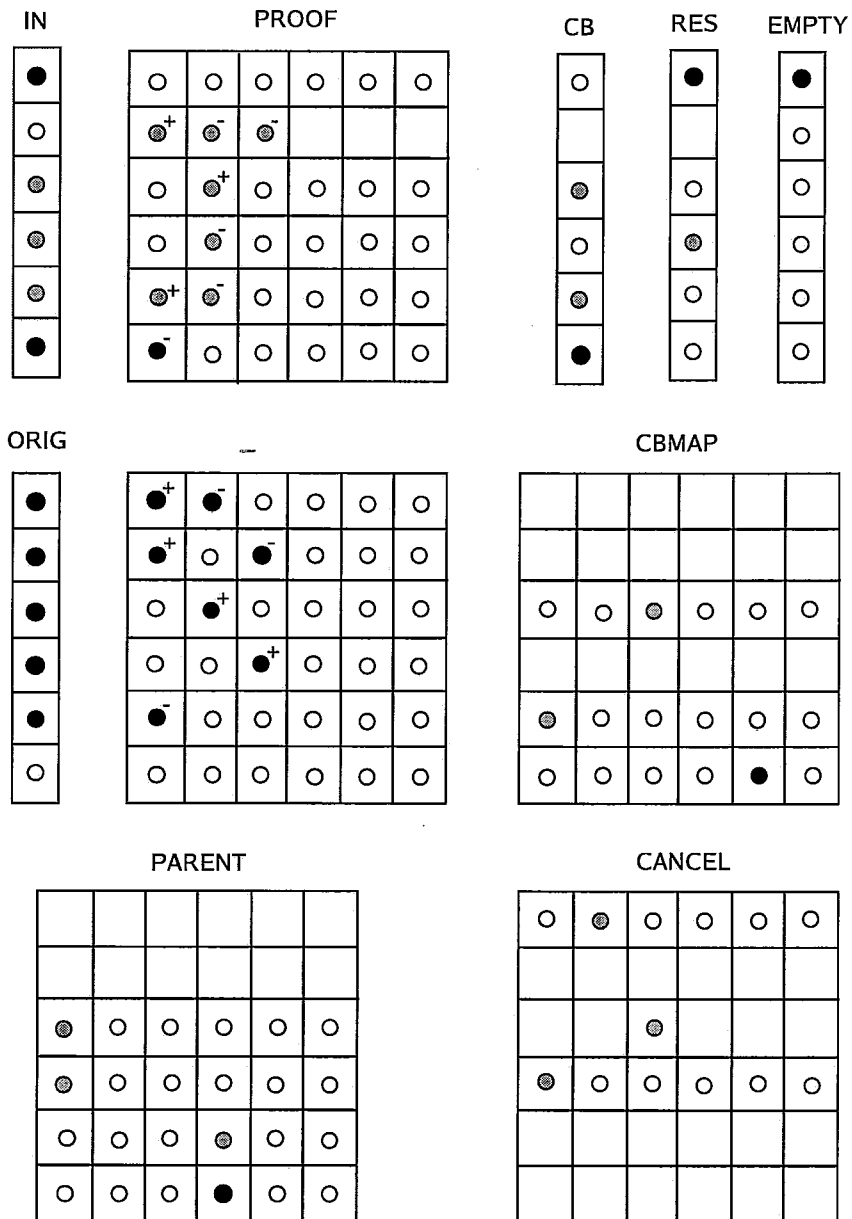 IN PROOF CB RES EMPTY
+ - -
+
-
+ -
-
ORIG CBMAP
+ -
+ -
+
+
-
PARENT CANCEL